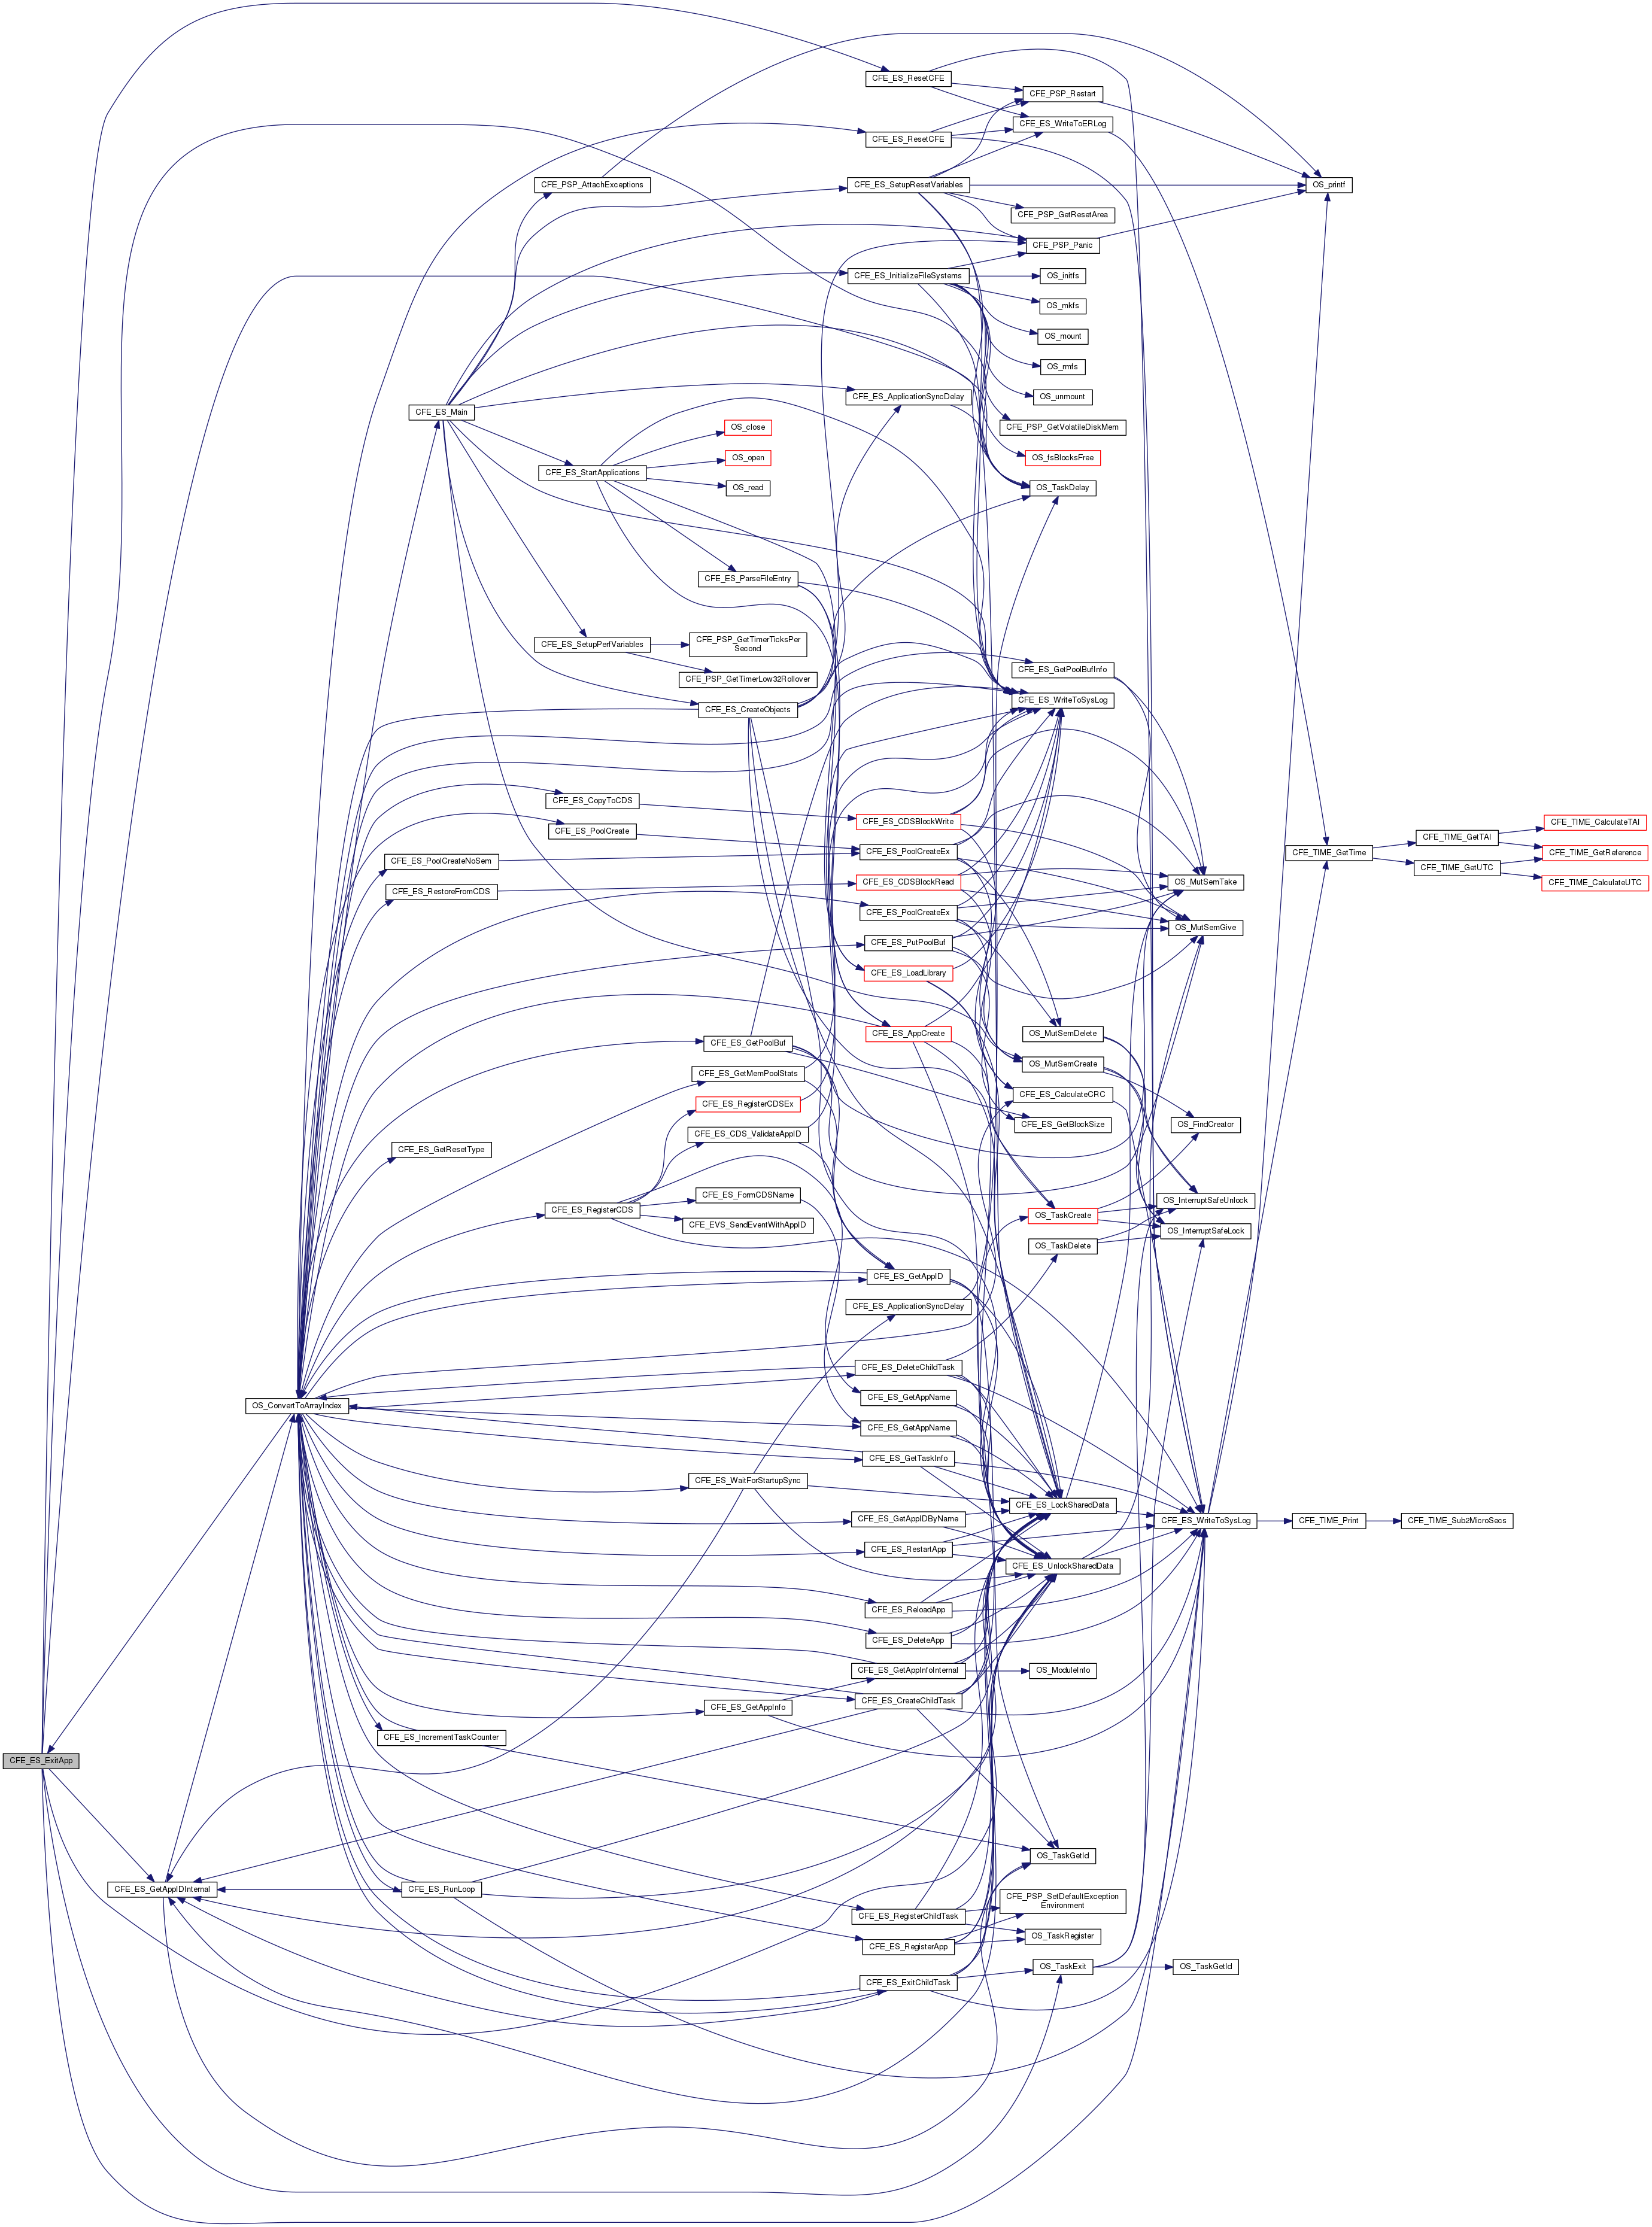 CFE_ES_ResetCFE
CFE_PSP_Restart
CFE_ES_WriteToERLog
CFE_ES_ResetCFE
CFE_PSP_AttachExceptions
CFE_ES_SetupResetVariables
OS_printf
CFE_PSP_GetResetArea
CFE_PSP_Panic
CFE_ES_InitializeFileSystems
OS_initfs
OS_mkfs
OS_mount
OS_rmfs
OS_unmount
CFE_ES_ApplicationSyncDelay
CFE_ES_Main
OS_close
CFE_PSP_GetVolatileDiskMem
OS_open
OS_fsBlocksFree
CFE_ES_StartApplications
OS_read
OS_TaskDelay
CFE_ES_ParseFileEntry
CFE_ES_SetupPerfVariables
CFE_PSP_GetTimerTicksPer
Second
CFE_PSP_GetTimerLow32Rollover
CFE_ES_GetPoolBufInfo
CFE_ES_WriteToSysLog
CFE_ES_CreateObjects
CFE_ES_CopyToCDS
CFE_ES_CDSBlockWrite
CFE_TIME_CalculateTAI
CFE_ES_PoolCreate
CFE_TIME_GetTAI
CFE_ES_PoolCreateEx
CFE_TIME_GetTime
CFE_TIME_GetReference
CFE_ES_PoolCreateNoSem
CFE_TIME_GetUTC
CFE_ES_CDSBlockRead
OS_MutSemTake
CFE_TIME_CalculateUTC
CFE_ES_RestoreFromCDS
CFE_ES_PoolCreateEx
OS_MutSemGive
CFE_ES_PutPoolBuf
CFE_ES_LoadLibrary
CFE_ES_AppCreate
OS_MutSemDelete
CFE_ES_GetPoolBuf
OS_MutSemCreate
CFE_ES_GetMemPoolStats
CFE_ES_CalculateCRC
CFE_ES_RegisterCDSEx
CFE_ES_GetBlockSize
OS_FindCreator
CFE_ES_CDS_ValidateAppID
CFE_ES_GetResetType
CFE_ES_FormCDSName
OS_InterruptSafeUnlock
CFE_ES_RegisterCDS
OS_TaskCreate
CFE_EVS_SendEventWithAppID
OS_InterruptSafeLock
OS_TaskDelete
CFE_ES_GetAppID
CFE_ES_ApplicationSyncDelay
CFE_ES_DeleteChildTask
CFE_ES_GetAppName
OS_ConvertToArrayIndex
CFE_ES_GetAppName
CFE_ES_GetTaskInfo
CFE_ES_WaitForStartupSync
CFE_ES_LockSharedData
CFE_ES_GetAppIDByName
CFE_ES_WriteToSysLog
CFE_TIME_Print
CFE_TIME_Sub2MicroSecs
CFE_ES_RestartApp
CFE_ES_UnlockSharedData
CFE_ES_ReloadApp
CFE_ES_DeleteApp
CFE_ES_GetAppInfoInternal
OS_ModuleInfo
CFE_ES_CreateChildTask
CFE_ES_GetAppInfo
CFE_ES_IncrementTaskCounter
CFE_ES_ExitApp
OS_TaskGetId
CFE_ES_GetAppIDInternal
CFE_ES_RunLoop
CFE_PSP_SetDefaultException
Environment
CFE_ES_RegisterChildTask
OS_TaskRegister
CFE_ES_RegisterApp
OS_TaskExit
OS_TaskGetId
CFE_ES_ExitChildTask